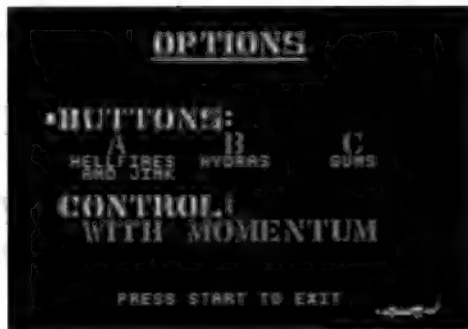 OPTIONS
BUTTONS:
A B C
HELLFIRES HYDRAS GUNS
AND JINK
CONTROL:
WITH MOMENTUM
PRESS START TO EXIT